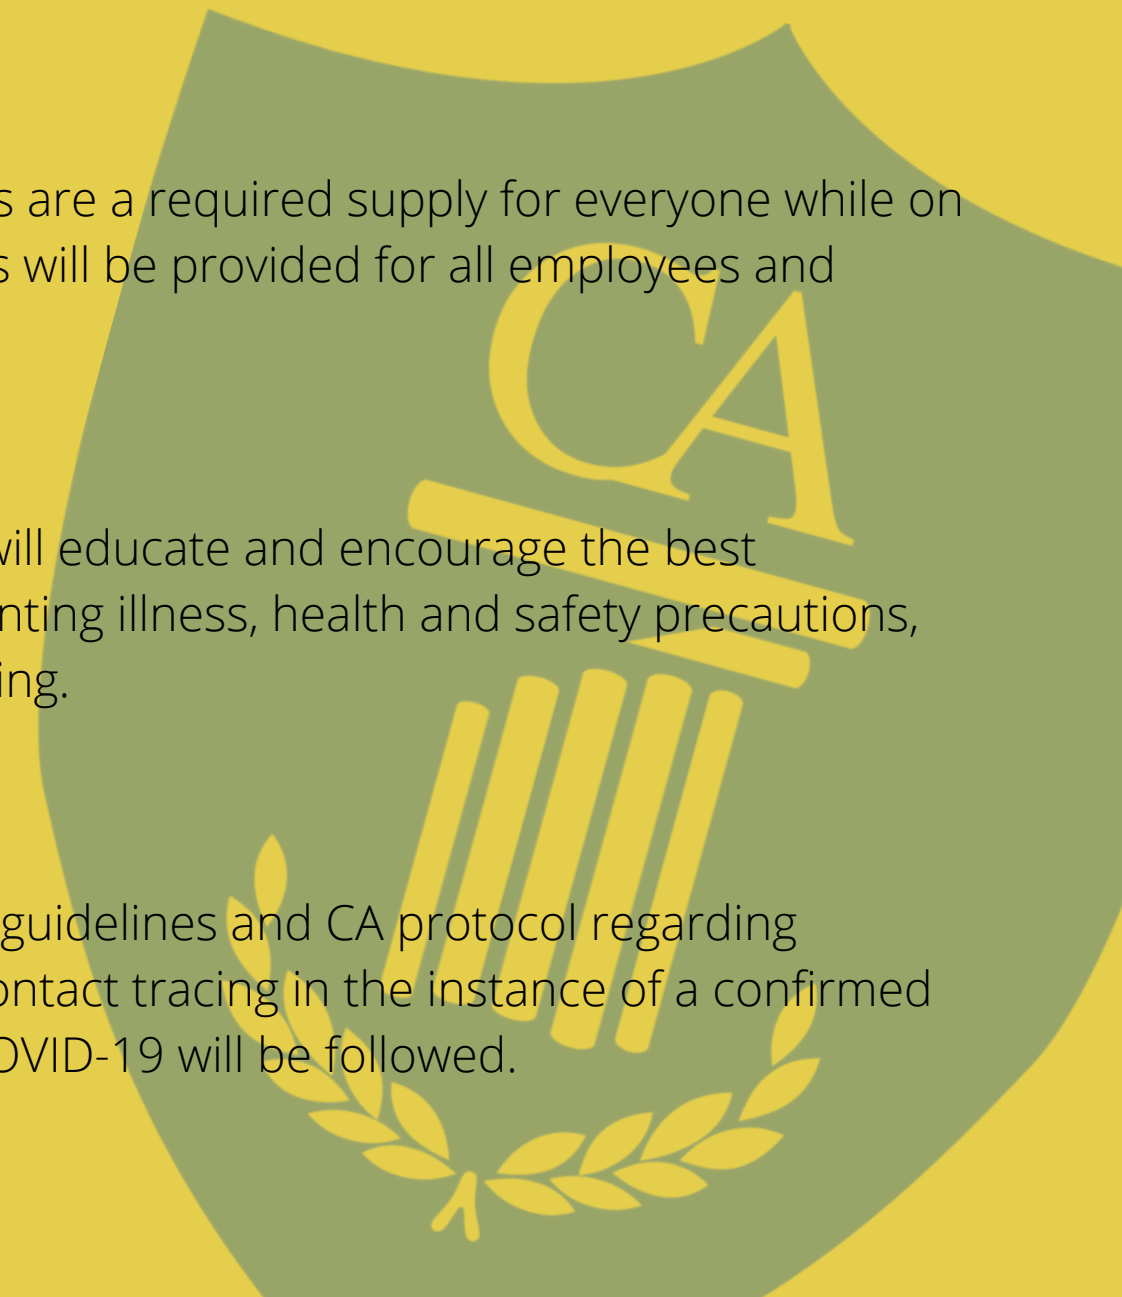 s are a required supply for everyone while on
s will be provided for all employees and
CA
will educate and encourage the best
nting illness, health and safety precautions,
ing.
guidelines and CA protocol regarding
ontact tracing in the instance of a confirmed
OVID-19 will be followed.